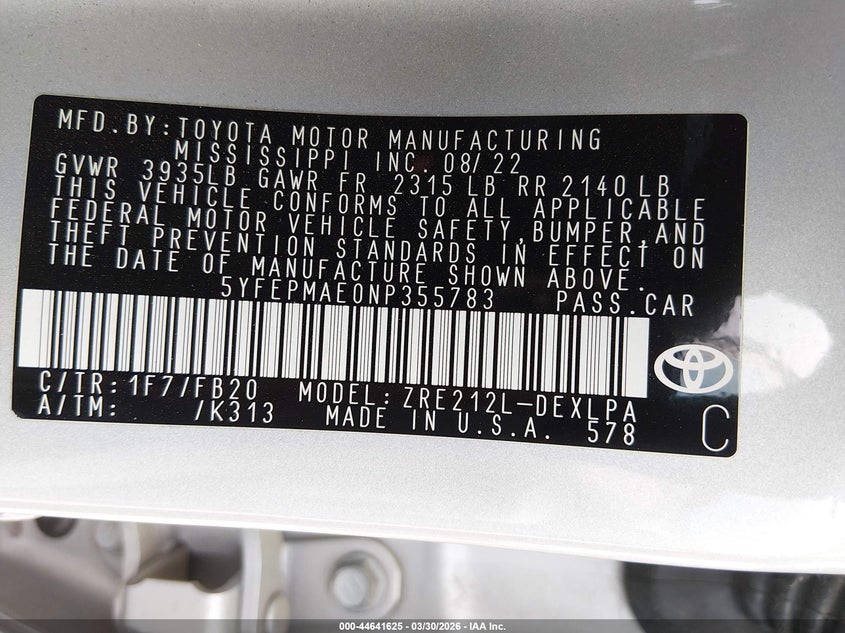 MFD.BY:TOYOTA MOTOR MANUFACTURING
MISSISSIPPI INC. 08/22
GVWR 3935LB GAWR FR 2315 LB RR 2140 LB
THIS VEHICLE CONFORMS TO ALL APPLICABLE
FEDERAL MOTOR VEHICLE SAFETY,BUMPER,AND
THEFT PREVENTION STANDARDS IN EFFECT ON
THE DATE OF MANUFACTURE SHOWN ABOVE.
5YFEPMAE0NP355783 PASS.CAR
C/TR:1F7/FB20 MODEL:ZRE212L-DEXLPA
A/TM: /K313 MADE IN U.S.A. 578 C
000-44641625 - 03/30/2026 - IAA Inc.